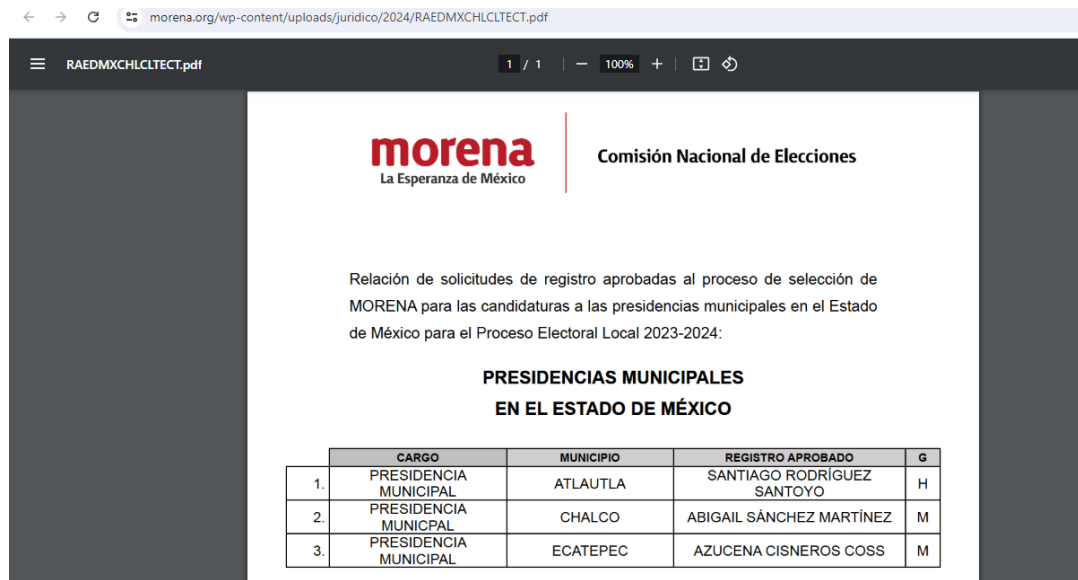 morena.org/wp-content/uploads/juridico/2024/RAEDMXCHLCLTECT.pdf
RAEDMXCHLCLTECT.pdf
1 / 1
100%
morena
La Esperanza de México
Comisión Nacional de Elecciones
Relación de solicitudes de registro aprobadas al proceso de selección de
MORENA para las candidaturas a las presidencias municipales en el Estado
de México para el Proceso Electoral Local 2023-2024:
PRESIDENCIAS MUNICIPALES
EN EL ESTADO DE MÉXICO
CARGO MUNICIPIO REGISTRO APROBADO G
1. PRESIDENCIA MUNICIPAL ATLAUTLA SANTIAGO RODRÍGUEZ SANTOYO H
2. PRESIDENCIA MUNICPAL CHALCO ABIGAIL SÁNCHEZ MARTÍNEZ M
3. PRESIDENCIA MUNICIPAL ECATEPEC AZUCENA CISNEROS COSS M